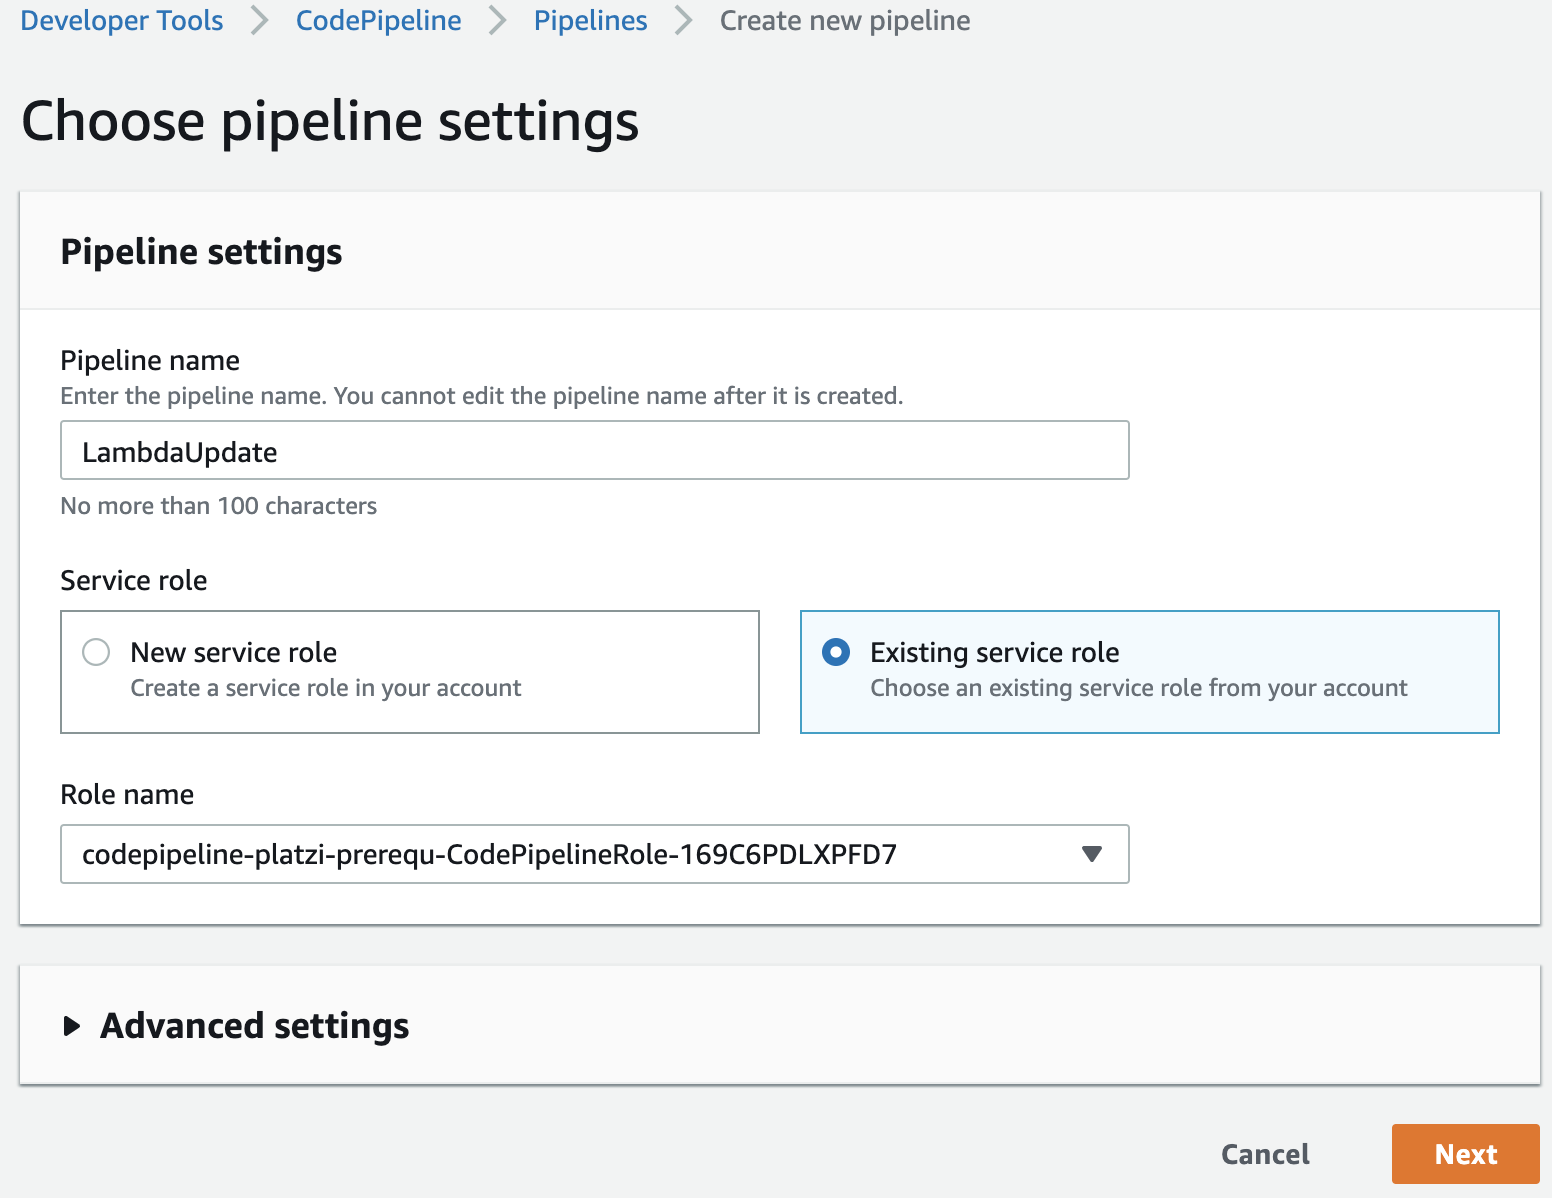 Developer Tools > CodePipeline > Pipelines > Create new pipeline
Choose pipeline settings
Pipeline settings
Pipeline name
Enter the pipeline name. You cannot edit the pipeline name after it is created.
LambdaUpdate
No more than 100 characters
Service role
New service role
Create a service role in your account
Existing service role
Choose an existing service role from your account
Role name
codepipeline-platzi-prerequ-CodePipelineRole-169C6PDLXPFD7
Advanced settings
Cancel
Next